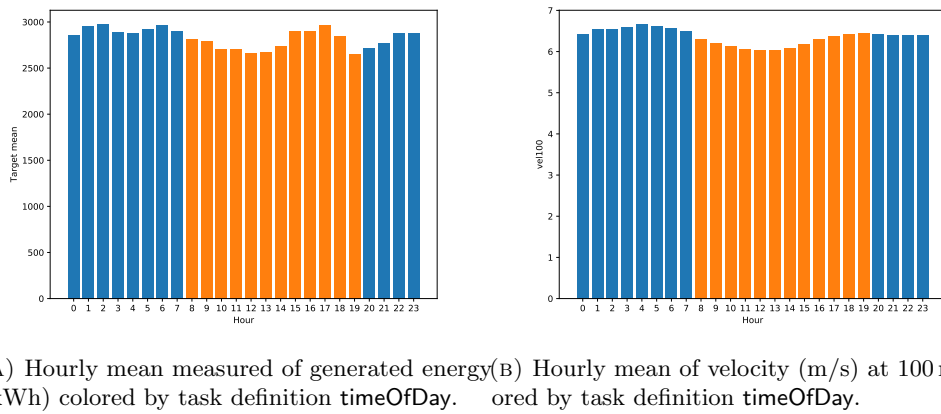 3000
2500
2000
1500
1000
500
0
Target mean
0 1 2 3 4 5 6 7 8 9 10 11 12 13 14 15 16 17 18 19 20 21 22 23
Hour
7
6
5
4
3
2
1
0
vel100
0 1 2 3 4 5 6 7 8 9 10 11 12 13 14 15 16 17 18 19 20 21 22 23
Hour
) Hourly mean measured of generated energy
Wh) colored by task definition timeOfDay.
(B) Hourly mean of velocity (m/s) at 100
ored by task definition timeOfDay.